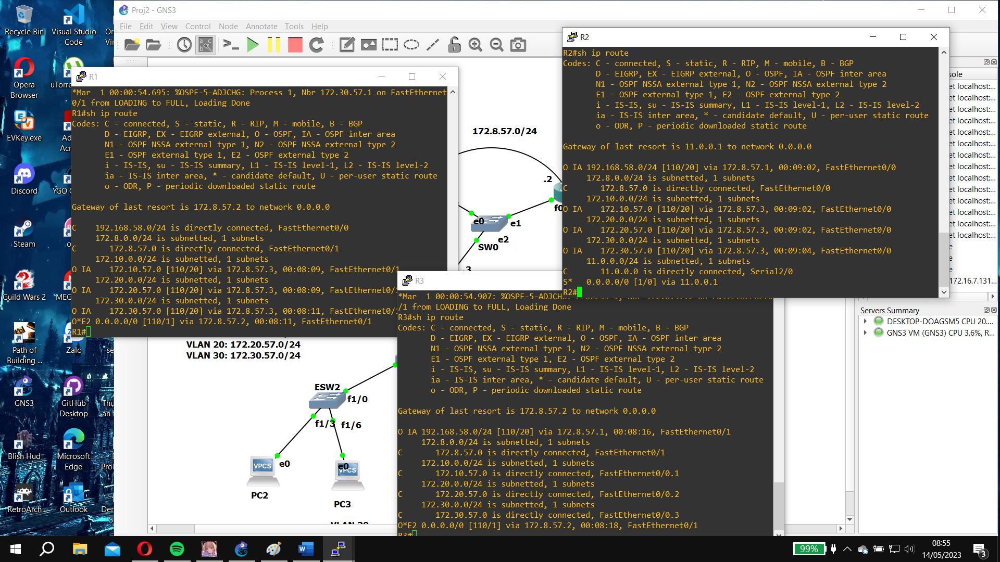 Recycle Bin
Visual Studio
Code
Opera
Browser
EVKey.exe
Discord
Steam
Guild Wars 2
Path of
Building ...
Zalo
GNS3
GitHub
Desktop
Blish Hud
Microsoft
Edge
RetroArch
Outlook
Proj2 - GNS3
File Edit View Control Node Annotate Tools Help
R1
*Mar  1 00:00:54.695: %OSPF-5-ADJCHG: Process 1, Nbr 172.30.57.1 on FastEthernet
0/1 from LOADING to FULL, Loading Done
R1#sh ip route
Codes: C - connected, S - static, R - RIP, M - mobile, B - BGP
D - EIGRP, EX - EIGRP external, O - OSPF, IA - OSPF inter area
N1 - OSPF NSSA external type 1, N2 - OSPF NSSA external type 2
E1 - OSPF external type 1, E2 - OSPF external type 2
i - IS-IS, su - IS-IS summary, L1 - IS-IS level-1, L2 - IS-IS level-2
ia - IS-IS inter area, * - candidate default, U - per-user static route
o - ODR, P - periodic downloaded static route
Gateway of last resort is 172.8.57.2 to network 0.0.0.0
C    192.168.58.0/24 is directly connected, FastEthernet0/0
172.8.0.0/24 is subnetted, 1 subnets
C       172.8.57.0 is directly connected, FastEthernet0/1
172.10.0.0/24 is subnetted, 1 subnets
O IA    172.10.57.0 [110/20] via 172.8.57.3, 00:08:09, FastEthernet0/1
172.20.0.0/24 is subnetted, 1 subnets
O IA    172.20.57.0 [110/20] via 172.8.57.3, 00:08:09, FastEthernet0/1
172.30.0.0/24 is subnetted, 1 subnets
O IA    172.30.57.0 [110/20] via 172.8.57.3, 00:08:11, FastEthernet0/1
O*E2 0.0.0.0/0 [110/1] via 172.8.57.2, 00:08:11, FastEthernet0/1
R1#
R2
R2#sh ip route
Codes: C - connected, S - static, R - RIP, M - mobile, B - BGP
D - EIGRP, EX - EIGRP external, O - OSPF, IA - OSPF inter area
N1 - OSPF NSSA external type 1, N2 - OSPF NSSA external type 2
E1 - OSPF external type 1, E2 - OSPF external type 2
i - IS-IS, su - IS-IS summary, L1 - IS-IS level-1, L2 - IS-IS level-2
ia - IS-IS inter area, * - candidate default, U - per-user static route
o - ODR, P - periodic downloaded static route
Gateway of last resort is 11.0.0.1 to network 0.0.0.0
O IA 192.168.58.0/24 [110/20] via 172.8.57.1, 00:09:02, FastEthernet0/0
172.8.0.0/24 is subnetted, 1 subnets
C       172.8.57.0 is directly connected, FastEthernet0/0
172.10.0.0/24 is subnetted, 1 subnets
O IA    172.10.57.0 [110/20] via 172.8.57.3, 00:09:02, FastEthernet0/0
172.20.0.0/24 is subnetted, 1 subnets
O IA    172.20.57.0 [110/20] via 172.8.57.3, 00:09:02, FastEthernet0/0
172.30.0.0/24 is subnetted, 1 subnets
O IA    172.30.57.0 [110/20] via 172.8.57.3, 00:09:04, FastEthernet0/0
11.0.0.0/24 is subnetted, 1 subnets
C       11.0.0.0 is directly connected, Serial2/0
S*   0.0.0.0/0 [1/0] via 11.0.0.1
R2#
R3
*Mar  1 00:00:54.907: %OSPF-5-ADJCHG:
/1 from LOADING to FULL, Loading Done
R3#sh ip route
Codes: C - connected, S - static, R - RIP, M - mobile, B - BGP
D - EIGRP, EX - EIGRP external, O - OSPF, IA - OSPF inter area
N1 - OSPF NSSA external type 1, N2 - OSPF NSSA external type 2
E1 - OSPF external type 1, E2 - OSPF external type 2
i - IS-IS, su - IS-IS summary, L1 - IS-IS level-1, L2 - IS-IS level-2
ia - IS-IS inter area, * - candidate default, U - per-user static route
o - ODR, P - periodic downloaded static route
Gateway of last resort is 172.8.57.2 to network 0.0.0.0
O IA 192.168.58.0/24 [110/20] via 172.8.57.1, 00:08:16, FastEthernet0/1
172.8.0.0/24 is subnetted, 1 subnets
C       172.8.57.0 is directly connected, FastEthernet0/1
172.10.0.0/24 is subnetted, 1 subnets
C       172.10.57.0 is directly connected, FastEthernet0/0.1
172.20.0.0/24 is subnetted, 1 subnets
C       172.20.57.0 is directly connected, FastEthernet0/0.2
172.30.0.0/24 is subnetted, 1 subnets
C       172.30.57.0 is directly connected, FastEthernet0/0.3
O*E2 0.0.0.0/0 [110/1] via 172.8.57.2, 00:08:18, FastEthernet0/1
R3#
172.8.57.0/24
.2
e0
e1
e2
SW0
.3
VLAN 20: 172.20.57.0/24
VLAN 30: 172.30.57.0/24
ESW2
f1/0
f1/3
f1/6
VPCS
e0
PC2
VPCS
e0
PC3
et localhost:...
et localhost:...
et localhost:...
et localhost:...
et localhost:...
et localhost:...
et localhost:...
et localhost:...
et localhost:...
et localhost:...
et localhost:...
et localhost:...
et localhost:...
et localhost:...
172.16.7.131...
Servers Summary
DESKTOP-DOAGSM5 CPU 20....
GNS3 VM (GNS3) CPU 3.6%, R...
99%
08:55
14/05/2023
3